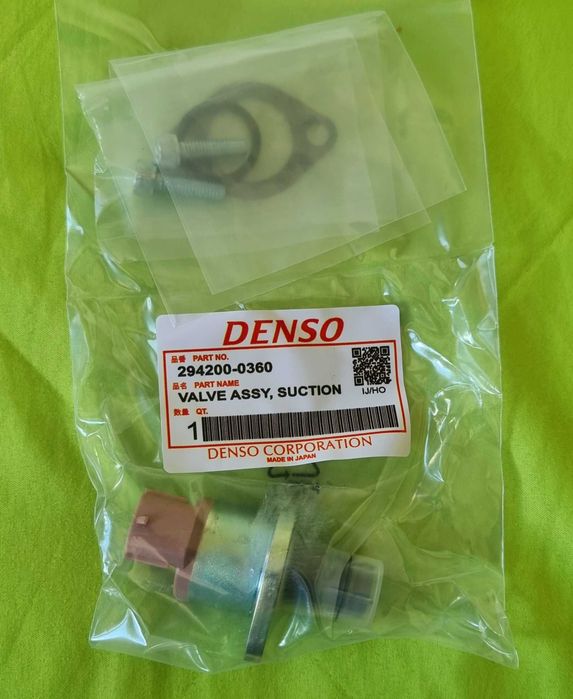 DENSO
品番 PART NO.
294200-0360
品名 PART NAME
VALVE ASSY, SUCTION
IJ/HO
数量 QT.
1
DENSO CORPORATION
MADE IN JAPAN